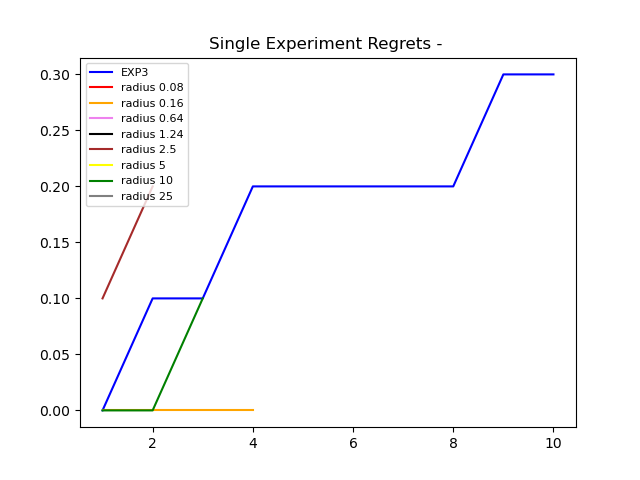 Single Experiment Regrets -
EXP3
radius 0.08
radius 0.16
radius 0.64
radius 1.24
radius 2.5
radius 5
radius 10
radius 25
0.30
0.25
0.20
0.15
0.10
0.05
0.00
2 4 6 8 10